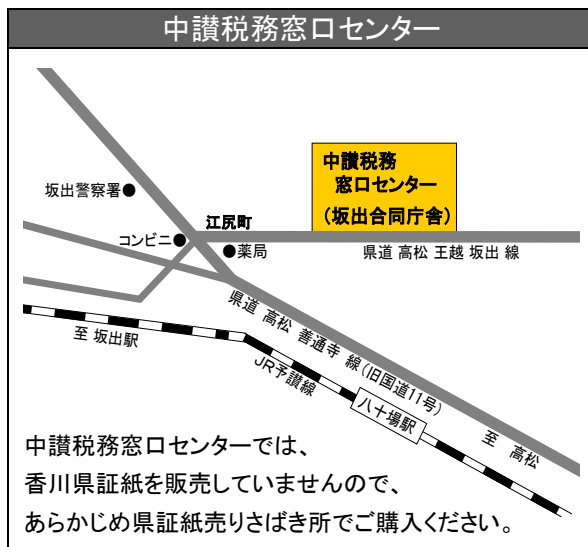 中讃税務窓口センター
中讃税務
窓口センター
(坂出合同庁舎)
坂出警察署●
江尻町
コンビニ●
●薬局
県道 高松 王越 坂出 線
県道 高松 善通寺 線(旧国道11号)
至 坂出駅
JR予讃線
八十場駅
至 高松
中讃税務窓口センターでは、
香川県証紙を販売していませんので、
あらかじめ県証紙売りさばき所でご購入ください。